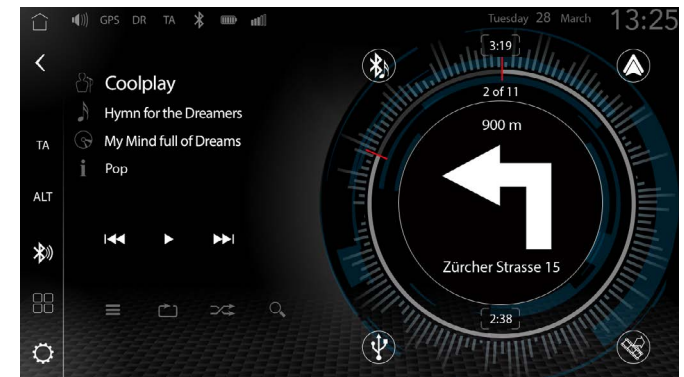 GPS DR TA
Tuesday 28 March 13:25
3:19
2 of 11
900 m
Coolplay
Hymn for the Dreamers
My Mind full of Dreams
i Pop
TA
ALT
Zürcher Strasse 15
2:38